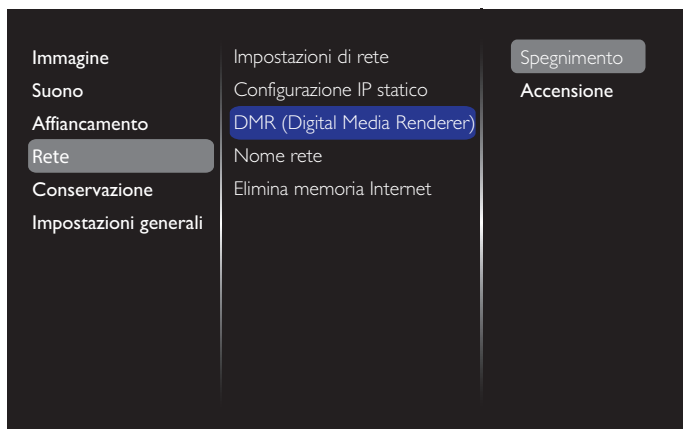 Immagine
Suono
Affiancamento
Rete
Conservazione
Impostazioni generali
Impostazioni di rete
Configurazione IP statico
DMR (Digital Media Renderer)
Nome rete
Elimina memoria Internet
Spegnimento
Accensione